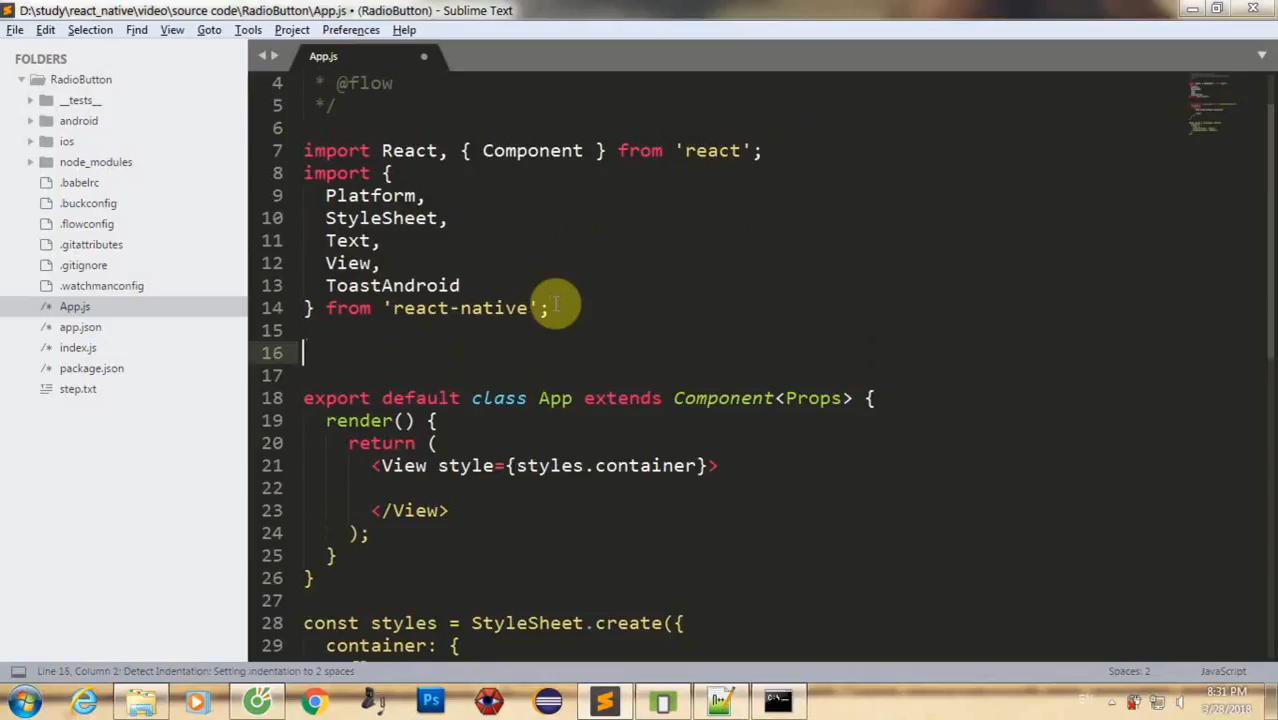 D:\study\react_native\video\source code\RadioButton\App.js • (RadioButton) - Sublime Text
File Edit Selection Find View Goto Tools Project Preferences Help
FOLDERS
RadioButton
__tests__
android
ios
node_modules
.babelrc
.buckconfig
.flowconfig
.gitattributes
.gitignore
.watchmanconfig
App.js
app.json
index.js
package.json
step.txt
App.js
4 * @flow
5 */
6
7 import React, { Component } from 'react';
8 import {
9 Platform,
10 StyleSheet,
11 Text,
12 View,
13 ToastAndroid
14 } from 'react-native';
15
16
17
18 export default class App extends Component<Props> {
19 render() {
20 return (
21 <View style={styles.container}>
22
23 </View>
24 );
25 }
26 }
27
28 const styles = StyleSheet.create({
29 container: {
Line 15, Column 2: Detect Indentation: Setting indentation to 2 spaces
Spaces: 2
JavaScript
Ps
EN
8:31 PM
3/28/2018